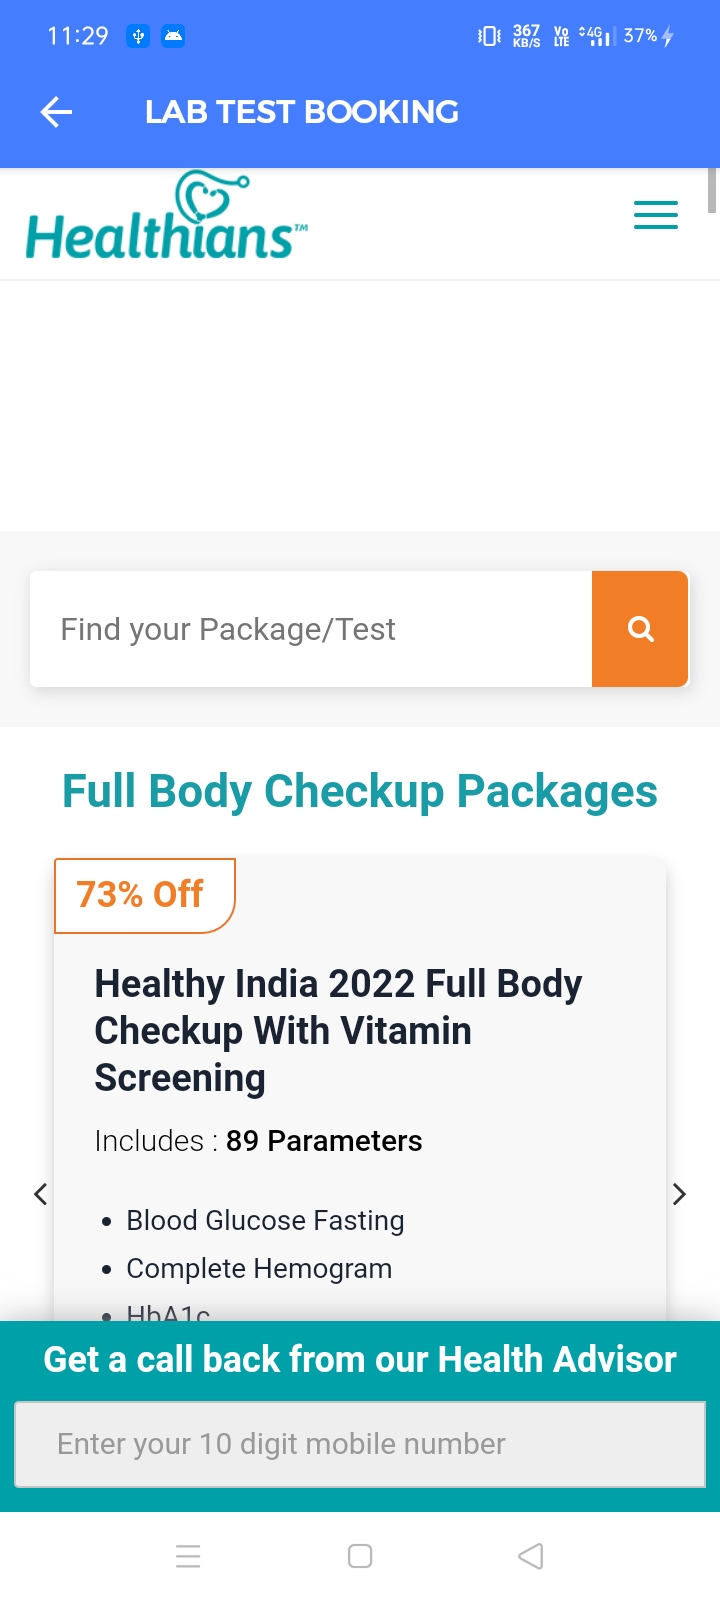 11:29
367
KB/S
Vo
LTE
4G
37%
LAB TEST BOOKING
Healthians™
Find your Package/Test
Full Body Checkup Packages
73% Off
Healthy India 2022 Full Body
Checkup With Vitamin
Screening
Includes : 89 Parameters
• Blood Glucose Fasting
• Complete Hemogram
• HbA1c
Get a call back from our Health Advisor
Enter your 10 digit mobile number